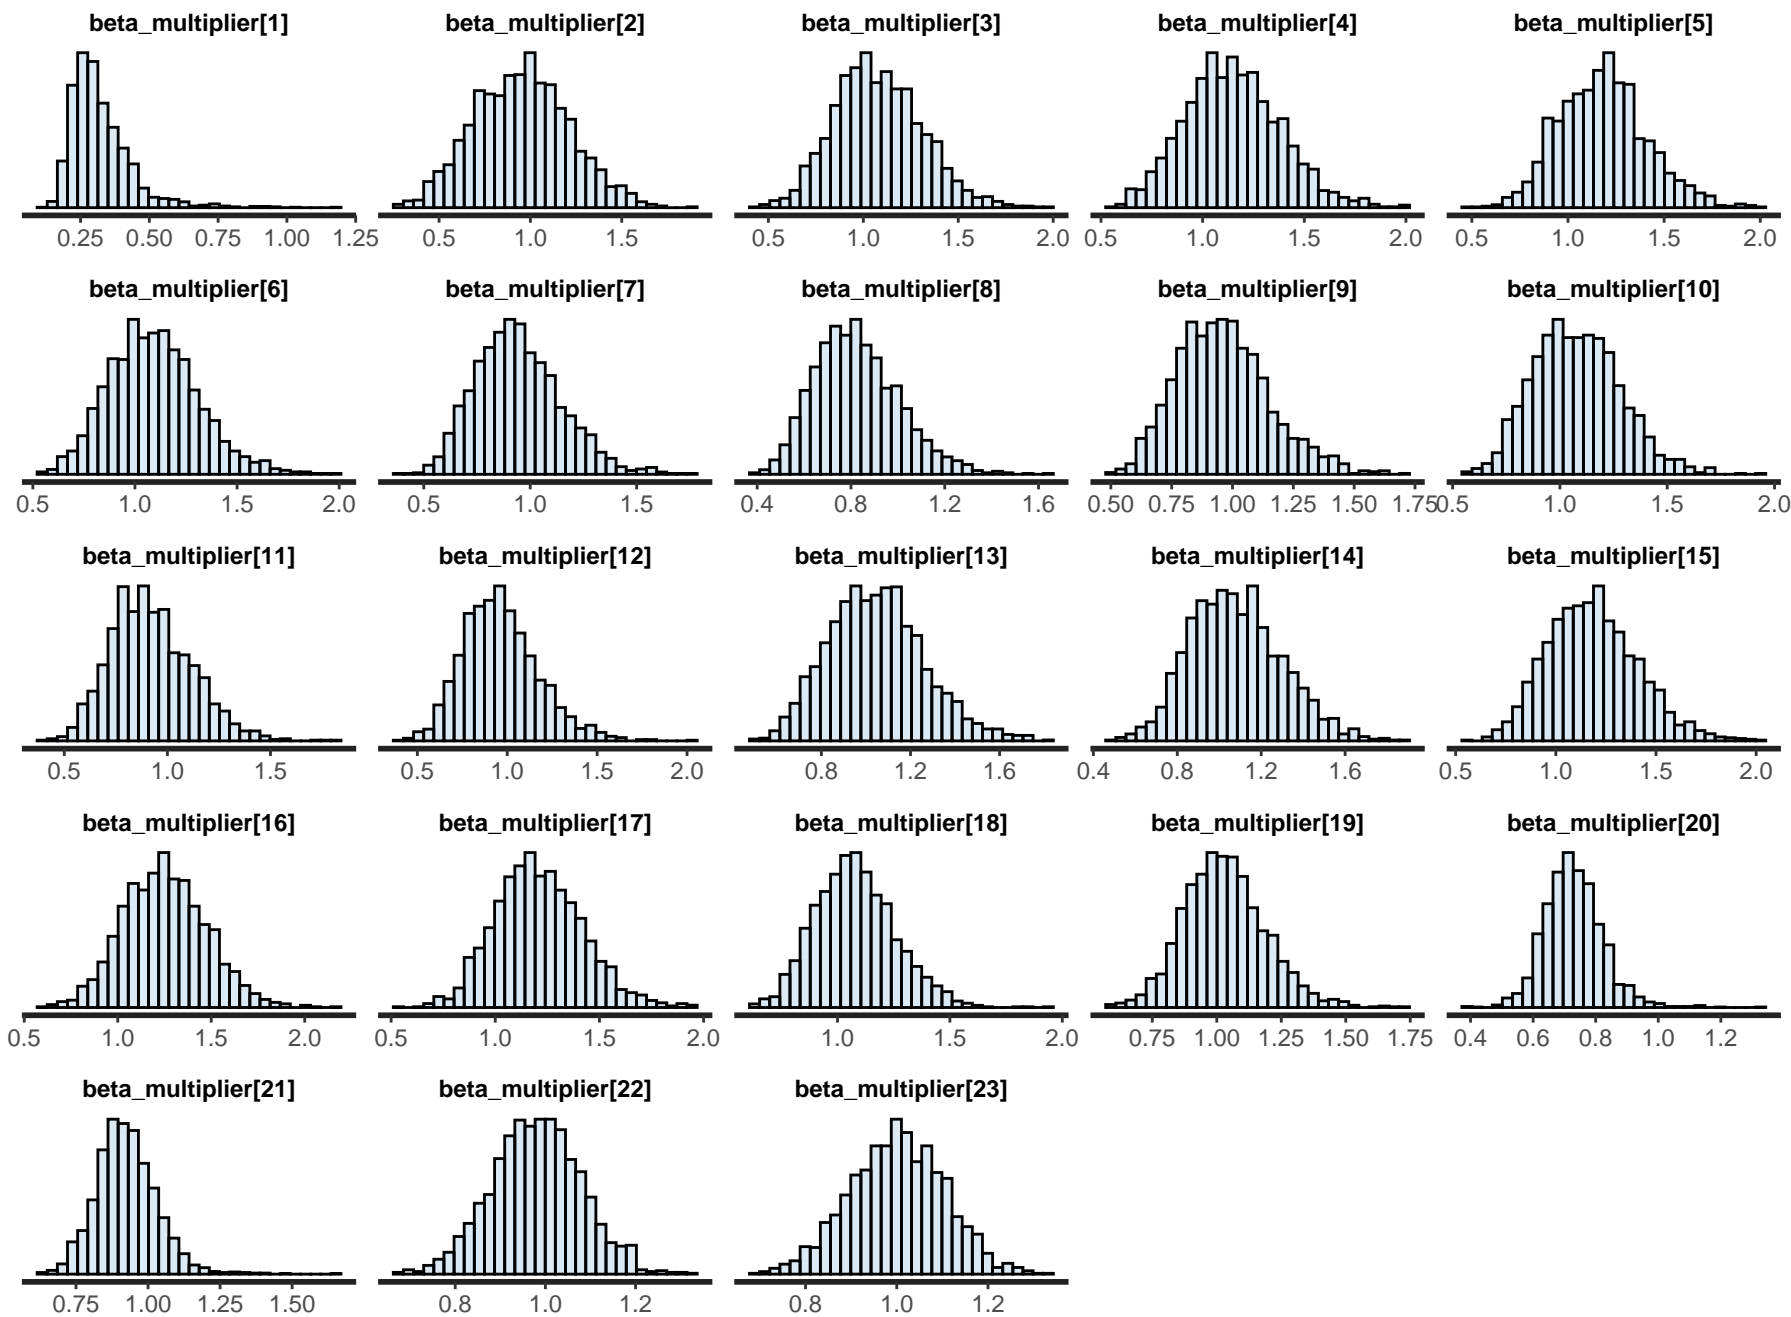 beta_multiplier[1] beta_multiplier[2] beta_multiplier[3] beta_multiplier[4] beta_multiplier[5]
0.25 0.50 0.75 1.00 1.25 0.5 1.0 1.5 0.5 1.0 1.5 2.0 0.5 1.0 1.5 2.0 0.5 1.0 1.5 2.0
beta_multiplier[6] beta_multiplier[7] beta_multiplier[8] beta_multiplier[9] beta_multiplier[10]
0.5 1.0 1.5 2.0 0.5 1.0 1.5 0.4 0.8 1.2 1.6 0.50 0.75 1.00 1.25 1.50 1.75 0.5 1.0 1.5 2.0
beta_multiplier[11] beta_multiplier[12] beta_multiplier[13] beta_multiplier[14] beta_multiplier[15]
0.5 1.0 1.5 0.5 1.0 1.5 2.0 0.8 1.2 1.6 0.4 0.8 1.2 1.6 0.5 1.0 1.5 2.0
beta_multiplier[16] beta_multiplier[17] beta_multiplier[18] beta_multiplier[19] beta_multiplier[20]
0.5 1.0 1.5 2.0 0.5 1.0 1.5 2.0 1.0 1.5 2.0 0.75 1.00 1.25 1.50 1.75 0.4 0.6 0.8 1.0 1.2
beta_multiplier[21] beta_multiplier[22] beta_multiplier[23]
0.75 1.00 1.25 1.50 0.8 1.0 1.2 0.8 1.0 1.2